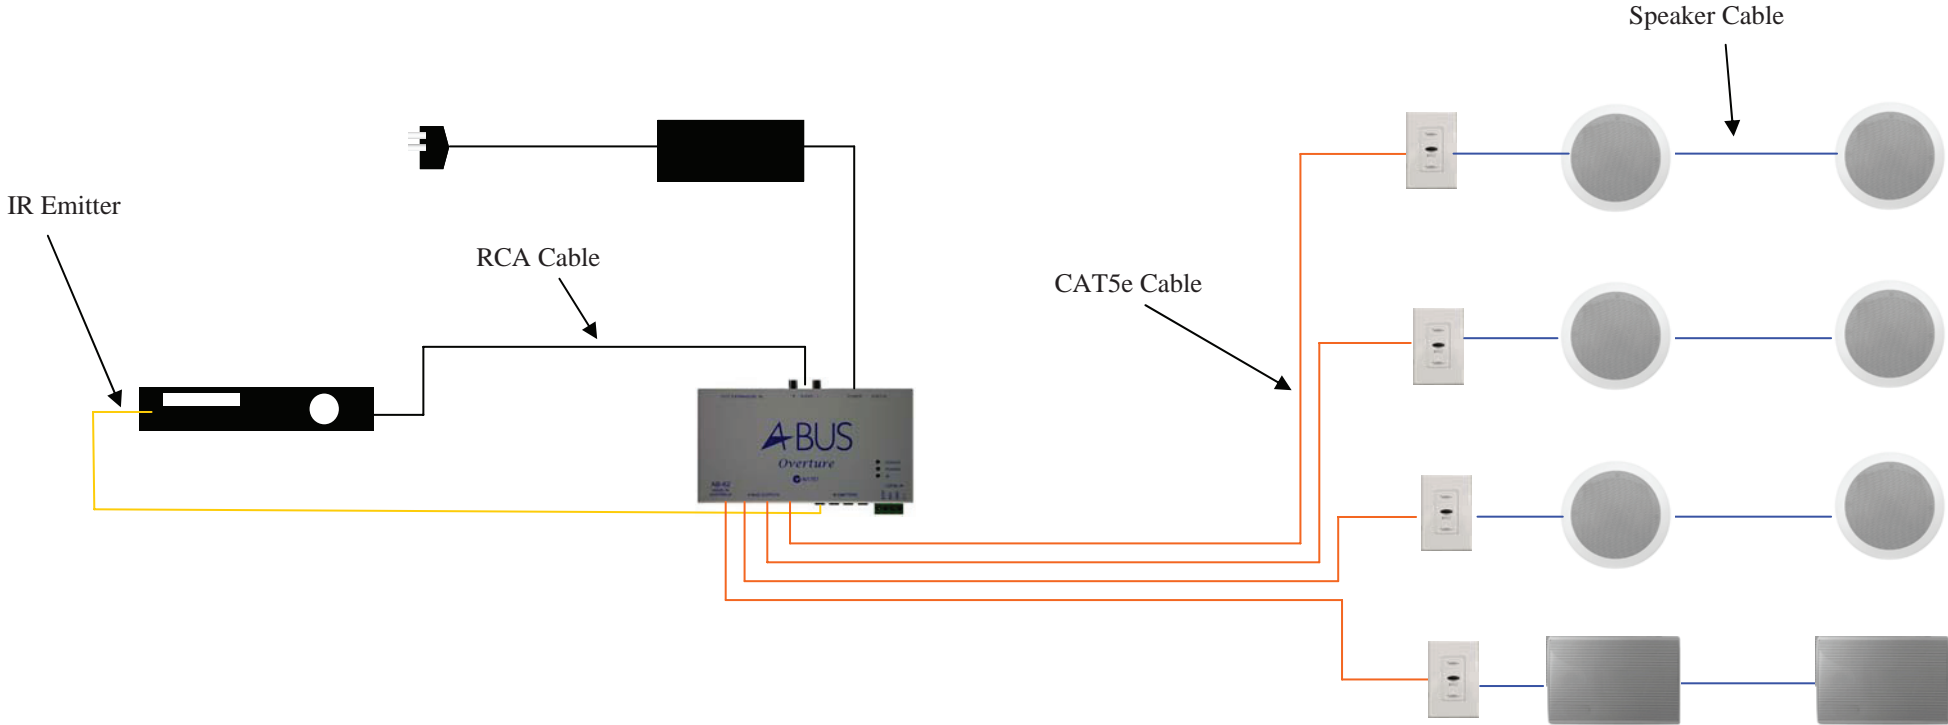 Speaker Cable
IR Emitter
RCA Cable
CAT5e Cable
A-BUS
Overture